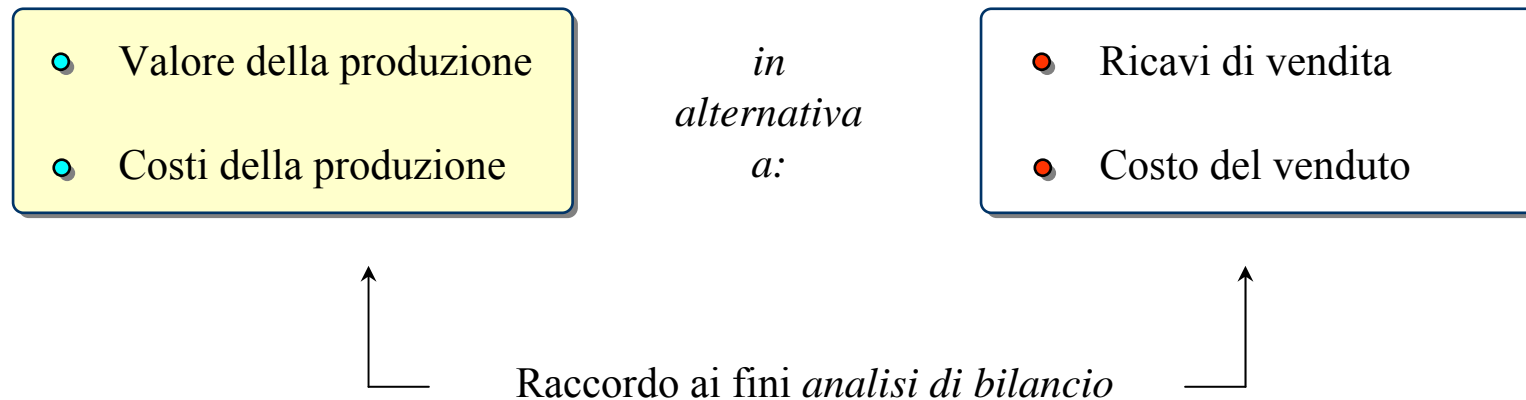 Valore della produzione
Costi della produzione
in
alternativa
a:
Ricavi di vendita
Costo del venduto
Raccordo ai fini analisi di bilancio